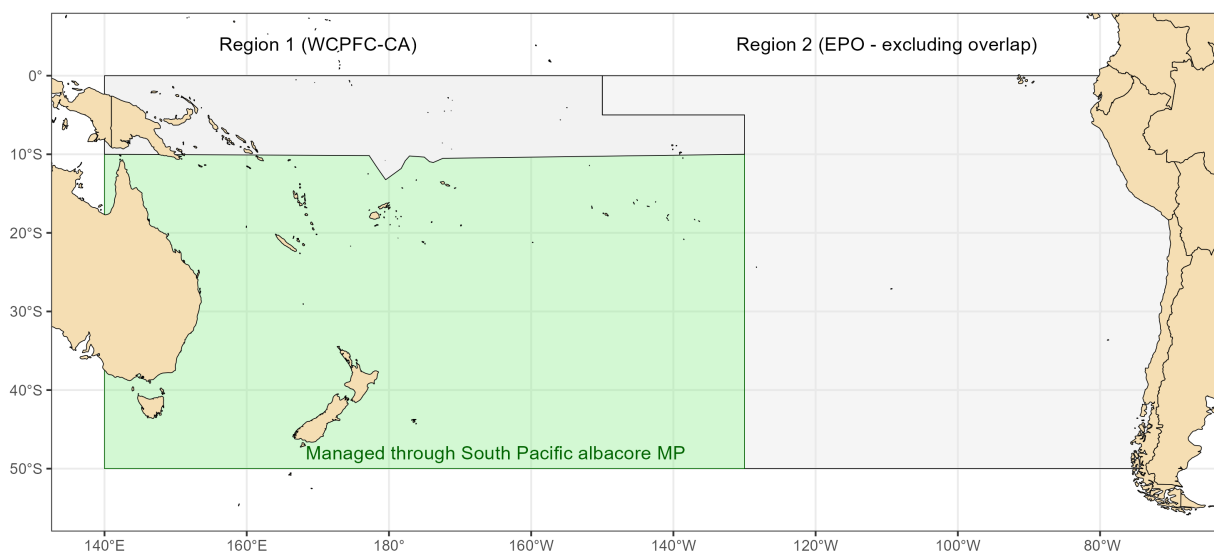 Region 1 (WCPFC-CA)
Region 2 (EPO - excluding overlap)
0°
10°S
20°S
30°S
40°S
50°S
Managed through South Pacific albacore MP
140°E
160°E
180°
160°W
140°W
120°W
100°W
80°W